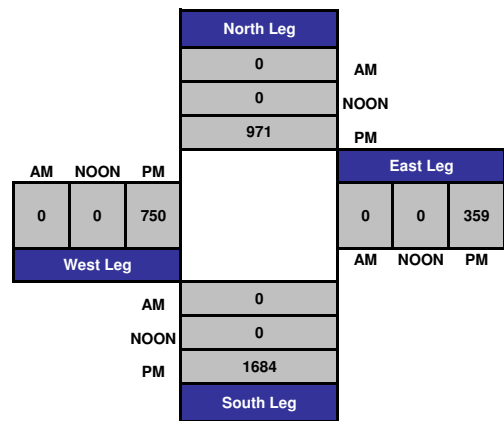 North Leg
0 AM
0 NOON
971 PM
AM NOON PM East Leg
0 0 750 0 0 359
West Leg AM NOON PM
AM 0
NOON 0
PM 1684
South Leg